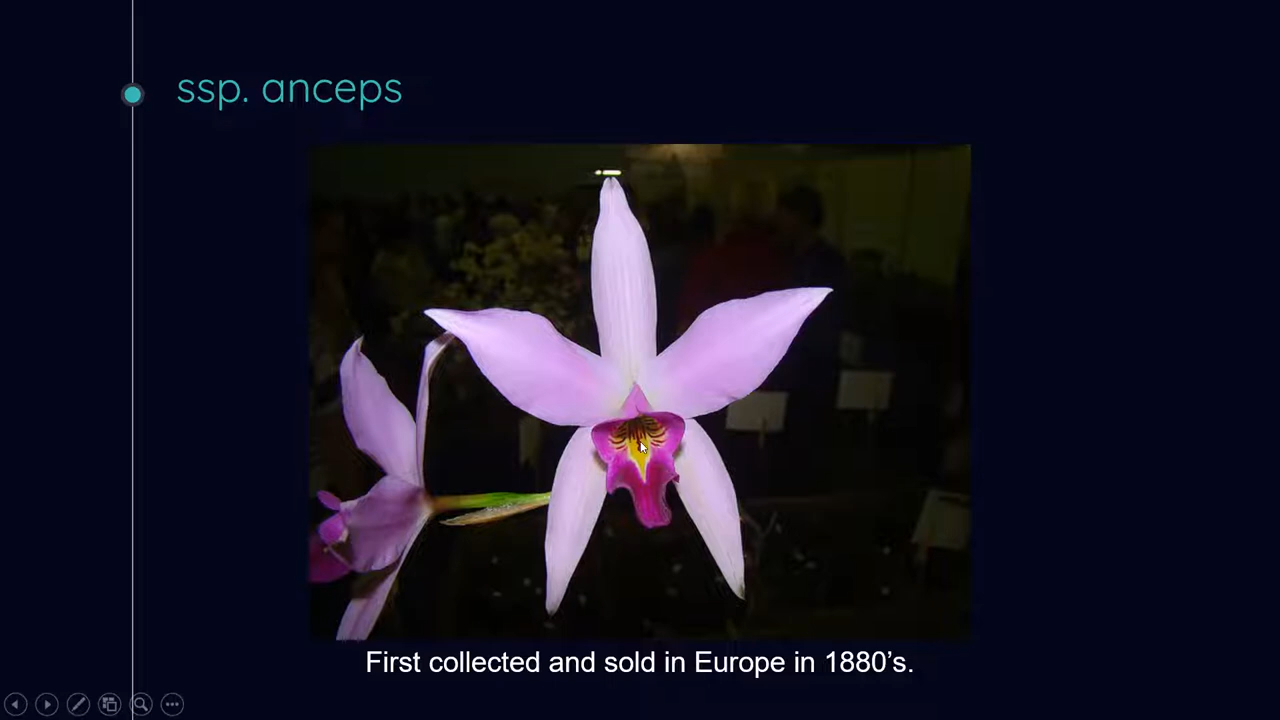 ssp. anceps
First collected and sold in Europe in 1880’s.